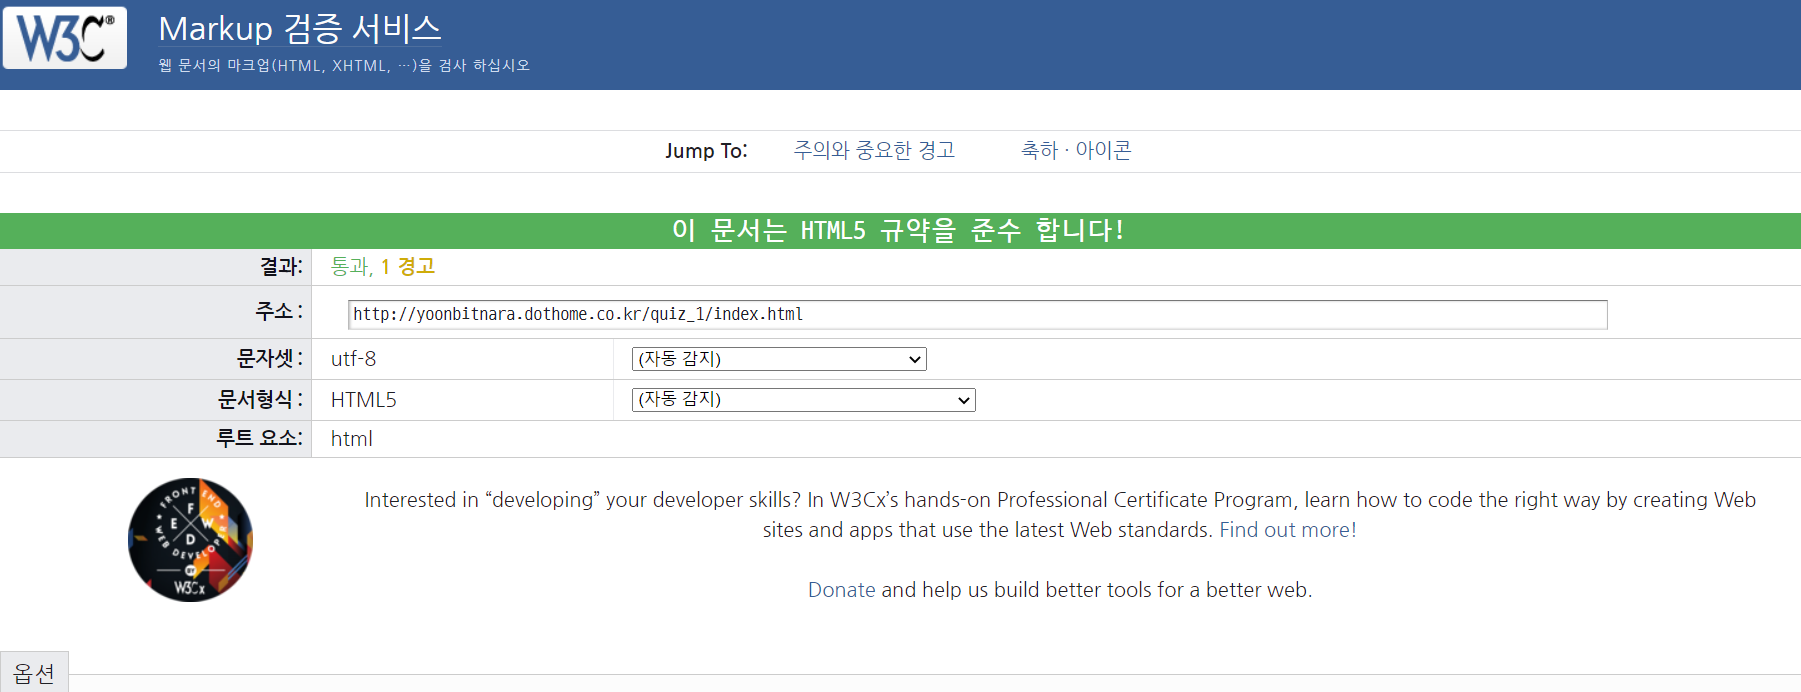 W3C®
Markup 검증 서비스
웹 문서의 마크업(HTML, XHTML, …)을 검사 하십시오
Jump To: 주의와 중요한 경고 축하 · 아이콘
이 문서는 HTML5 규약을 준수 합니다!
결과: 통과, 1 경고
주소 : http://yoonbitnara.dothome.co.kr/quiz_1/index.html
문자셋 : utf-8 (자동 감지)
문서형식 : HTML5 (자동 감지)
루트 요소: html
FRONT END
F
E W
D
WEB DEVELOPER
BY
W3Cx
Interested in “developing” your developer skills? In W3Cx’s hands-on Professional Certificate Program, learn how to code the right way by creating Web
sites and apps that use the latest Web standards. Find out more!
Donate and help us build better tools for a better web.
옵션